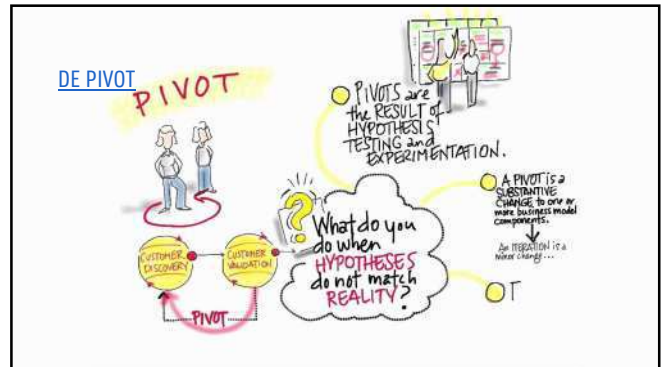 DE PIVOT
PIVOT
PIVOTS are
the RESULT of
HYPOTHESIS
TESTING and
EXPERIMENTATION.
A PIVOT is a
SUBSTANTIVE
CHANGE to one or
more business model
components.
An ITERATION is a
minor change...
What do you
do when
HYPOTHESES
do not match
REALITY?
CUSTOMER
DISCOVERY
CUSTOMER
VALIDATION
PIVOT
T